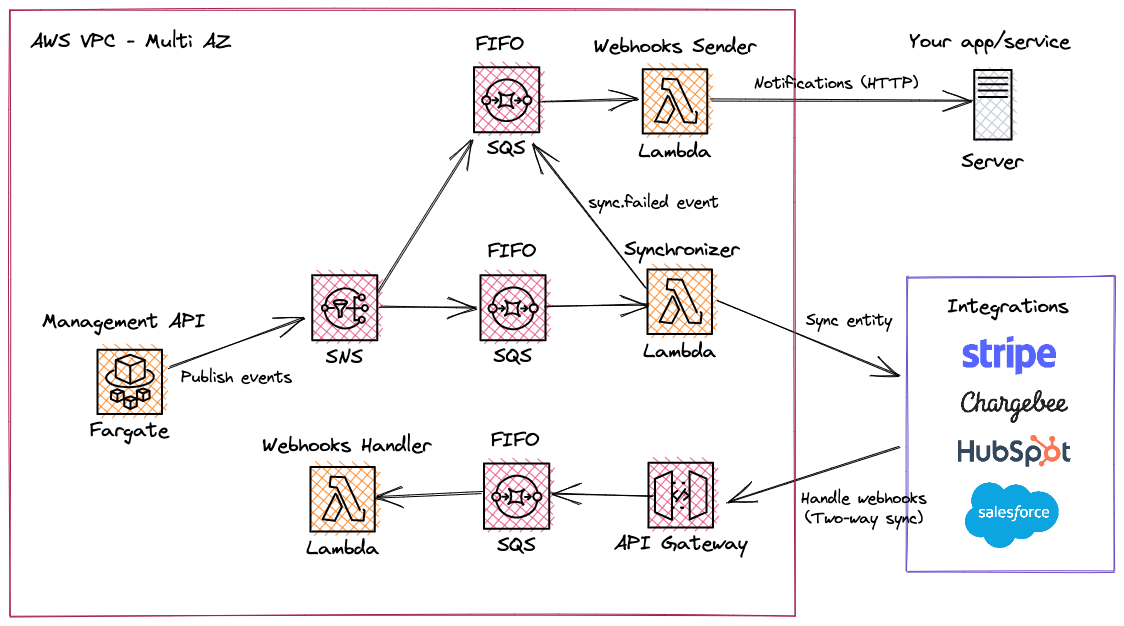 AWS VPC - Multi AZ
FIFO
SQS
Webhooks Sender
Lambda
Notifications (HTTP)
Your app/service
Server
sync.failed event
Management API
Fargate
Publish events
SNS
FIFO
SQS
Synchronizer
Lambda
Sync entity
Integrations
stripe
Chargebee
HubSpot
salesforce
Handle webhooks
(Two-way sync)
API Gateway
FIFO
SQS
Webhooks Handler
Lambda